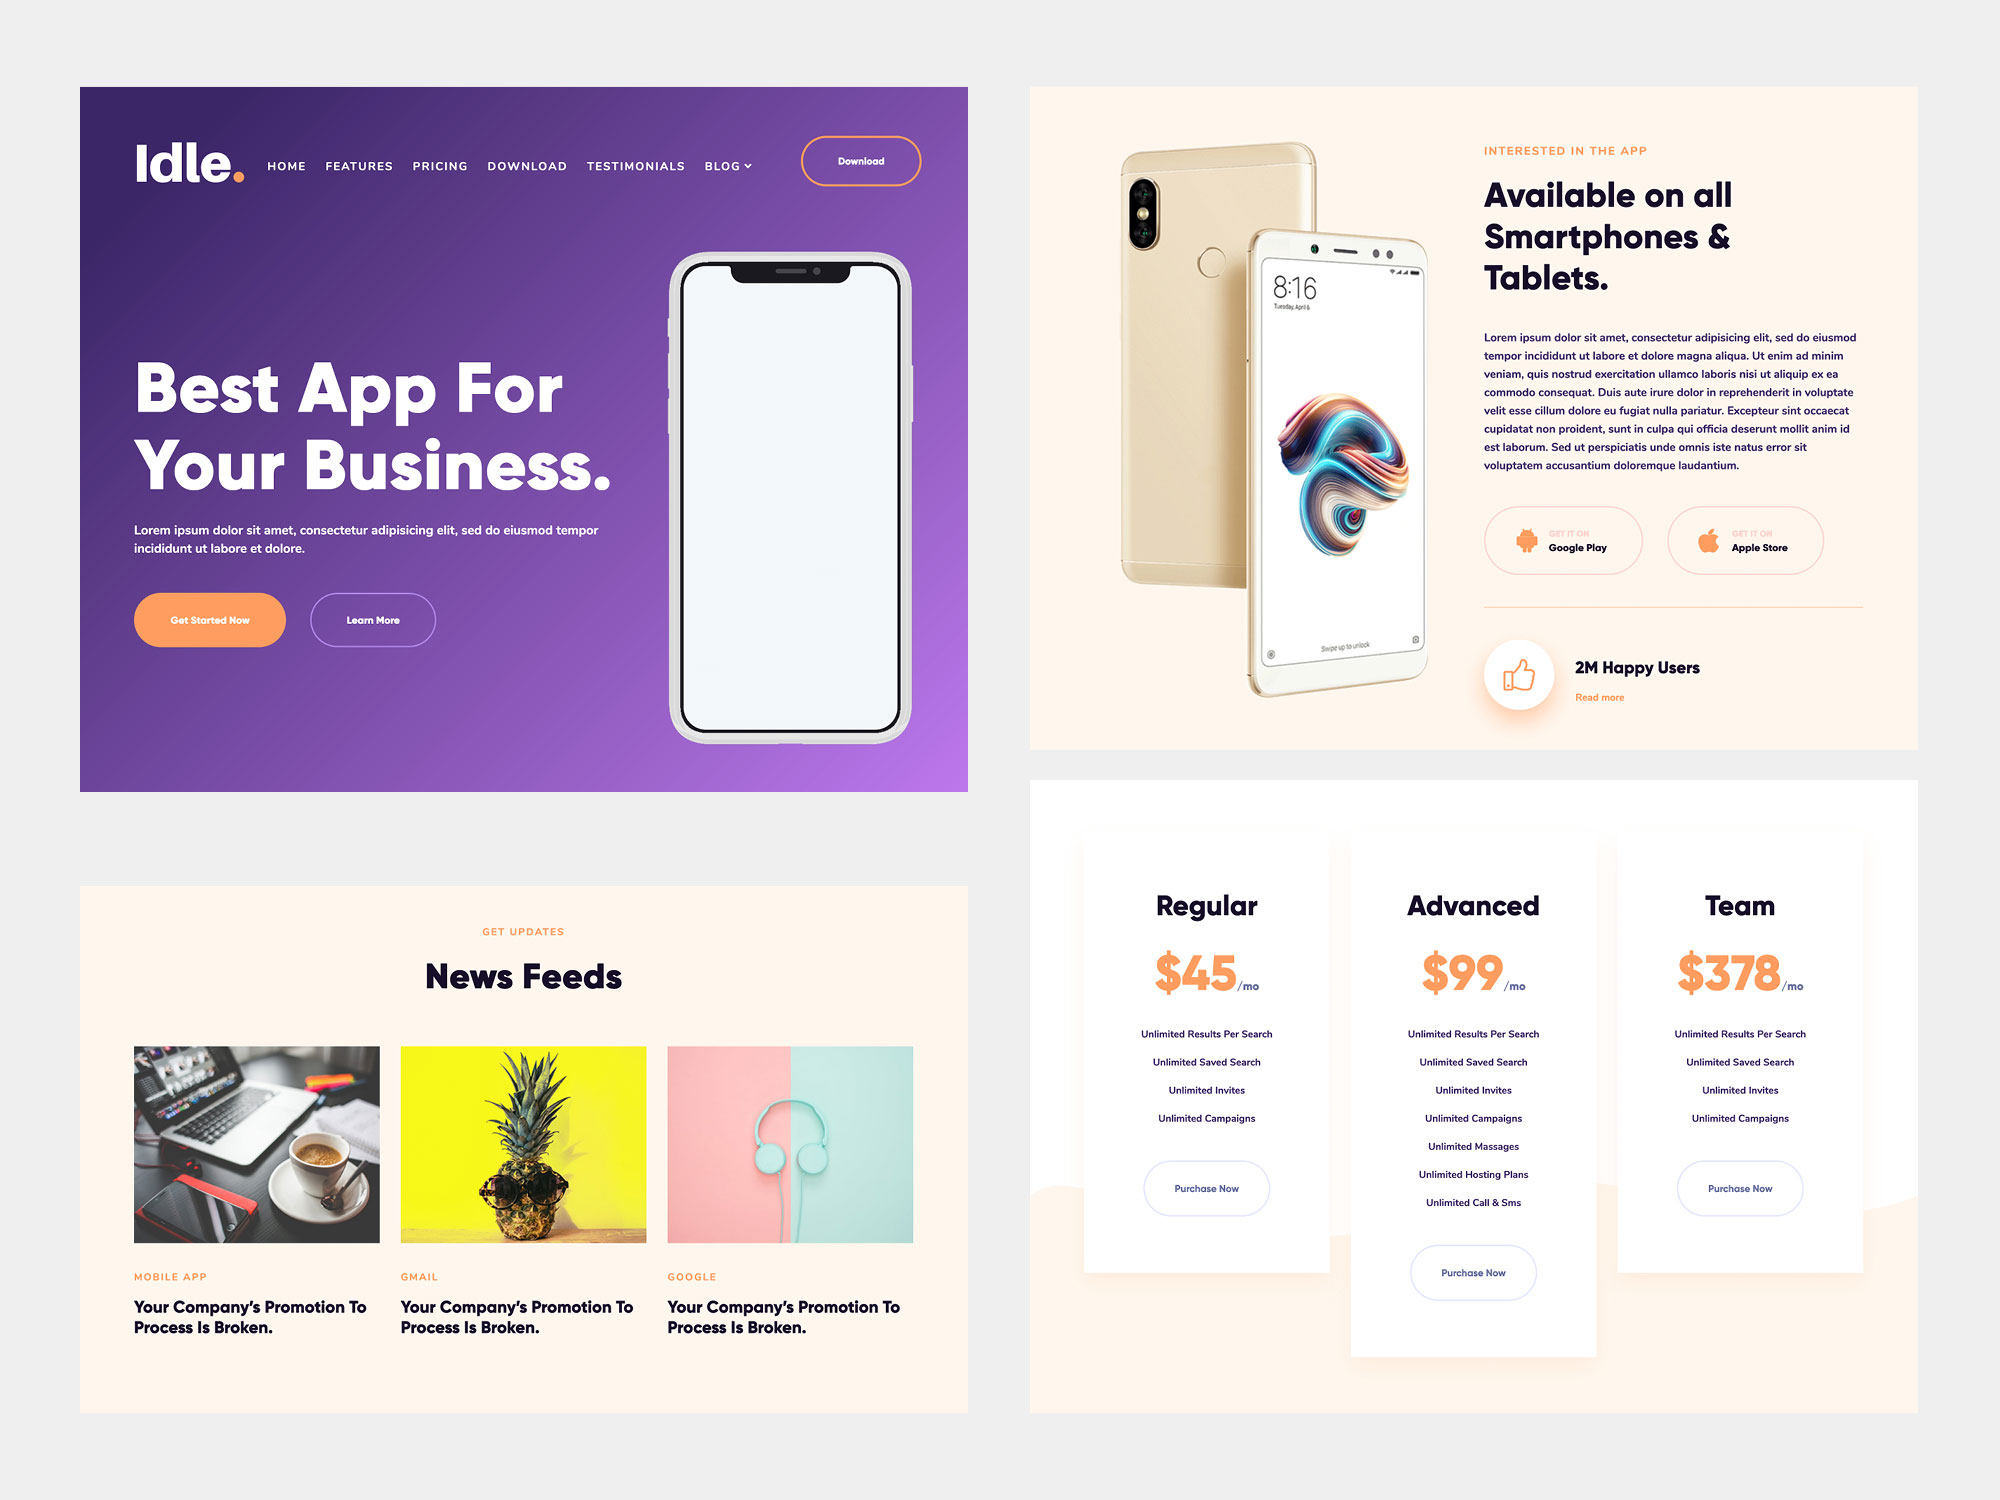 Idle.
HOME FEATURES PRICING DOWNLOAD TESTIMONIALS BLOG
Download
Best App For
Your Business.
Lorem ipsum dolor sit amet, consectetur adipisicing elit, sed do eiusmod tempor
incididunt ut labore et dolore.
Get Started Now
Learn More
INTERESTED IN THE APP
Available on all
Smartphones &
Tablets.
Lorem ipsum dolor sit amet, consectetur adipisicing elit, sed do eiusmod
tempor incididunt ut labore et dolore magna aliqua. Ut enim ad minim
veniam, quis nostrud exercitation ullamco laboris nisi ut aliquip ex ea
commodo consequat. Duis aute irure dolor in reprehenderit in voluptate
velit esse cillum dolore eu fugiat nulla pariatur. Excepteur sint occaecat
cupidatat non proident, sunt in culpa qui officia deserunt mollit anim id
est laborum. Sed ut perspiciatis unde omnis iste natus error sit
voluptatem accusantium doloremque laudantium.
8:16
Tuesday, April 6
Swipe up to unlock
GET IT ON
Google Play
GET IT ON
Apple Store
2M Happy Users
Read more
GET UPDATES
News Feeds
MOBILE APP
Your Company's Promotion To
Process Is Broken.
GMAIL
Your Company's Promotion To
Process Is Broken.
GOOGLE
Your Company's Promotion To
Process Is Broken.
Regular
$45/mo
Unlimited Results Per Search
Unlimited Saved Search
Unlimited Invites
Unlimited Campaigns
Purchase Now
Advanced
$99/mo
Unlimited Results Per Search
Unlimited Saved Search
Unlimited Invites
Unlimited Campaigns
Unlimited Massages
Unlimited Hosting Plans
Unlimited Call & Sms
Purchase Now
Team
$378/mo
Unlimited Results Per Search
Unlimited Saved Search
Unlimited Invites
Unlimited Campaigns
Purchase Now